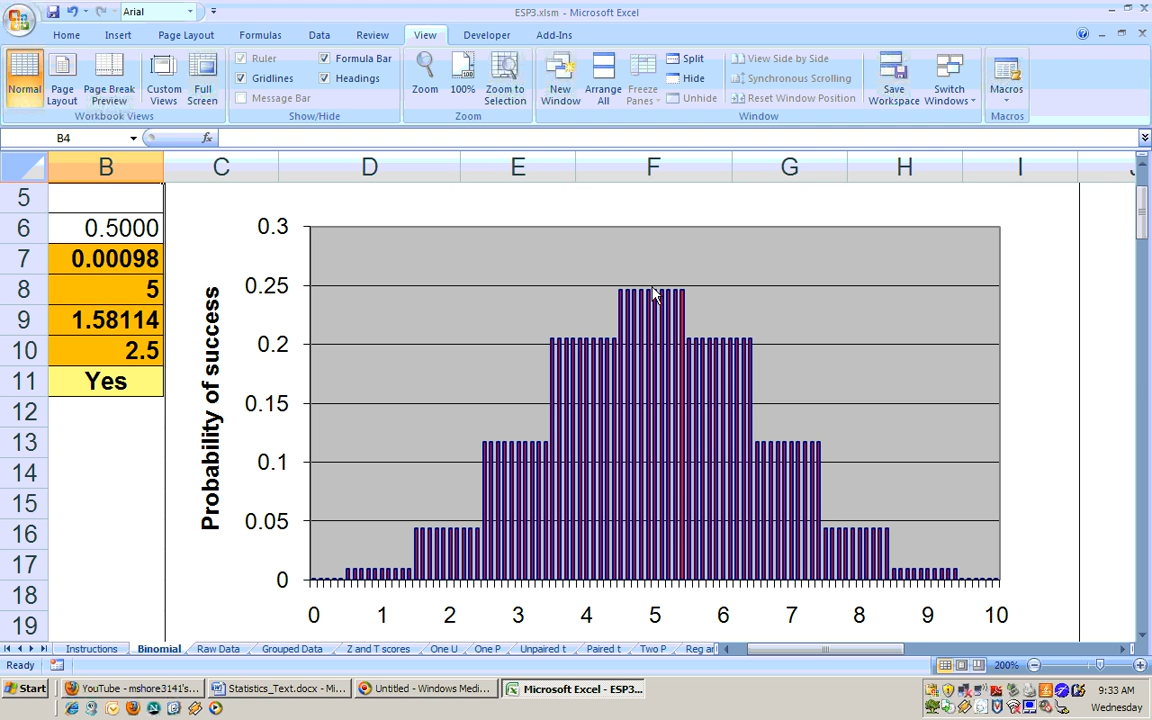 Arial
ESP3.xlsm - Microsoft Excel
Home Insert Page Layout Formulas Data Review View Developer Add-Ins
Normal
Page Layout
Page Break Preview
Custom Views
Full Screen
Workbook Views
Ruler
Formula Bar
Gridlines
Headings
Message Bar
Show/Hide
Zoom
100%
Zoom to Selection
Zoom
New Window
Arrange All
Freeze Panes
Split
Hide
Unhide
View Side by Side
Synchronous Scrolling
Reset Window Position
Window
Save Workspace
Switch Windows
Macros
Macros
B4
fx
B C D E F G H I
5
6 0.5000
7 0.00098
8 5
9 1.58114
10 2.5
11 Yes
12
13
14
15
16
17
18
19
Probability of success
0.3
0.25
0.2
0.15
0.1
0.05
0
0 1 2 3 4 5 6 7 8 9 10
Instructions Binomial Raw Data Grouped Data Z and T scores One U One P Unpaired t Paired t Two P Reg ar
Ready
200%
Start
YouTube - mshore3141's...
Statistics_Text.docx - Mi...
Untitled - Windows Medi...
Microsoft Excel - ESP3...
9:33 AM
Wednesday